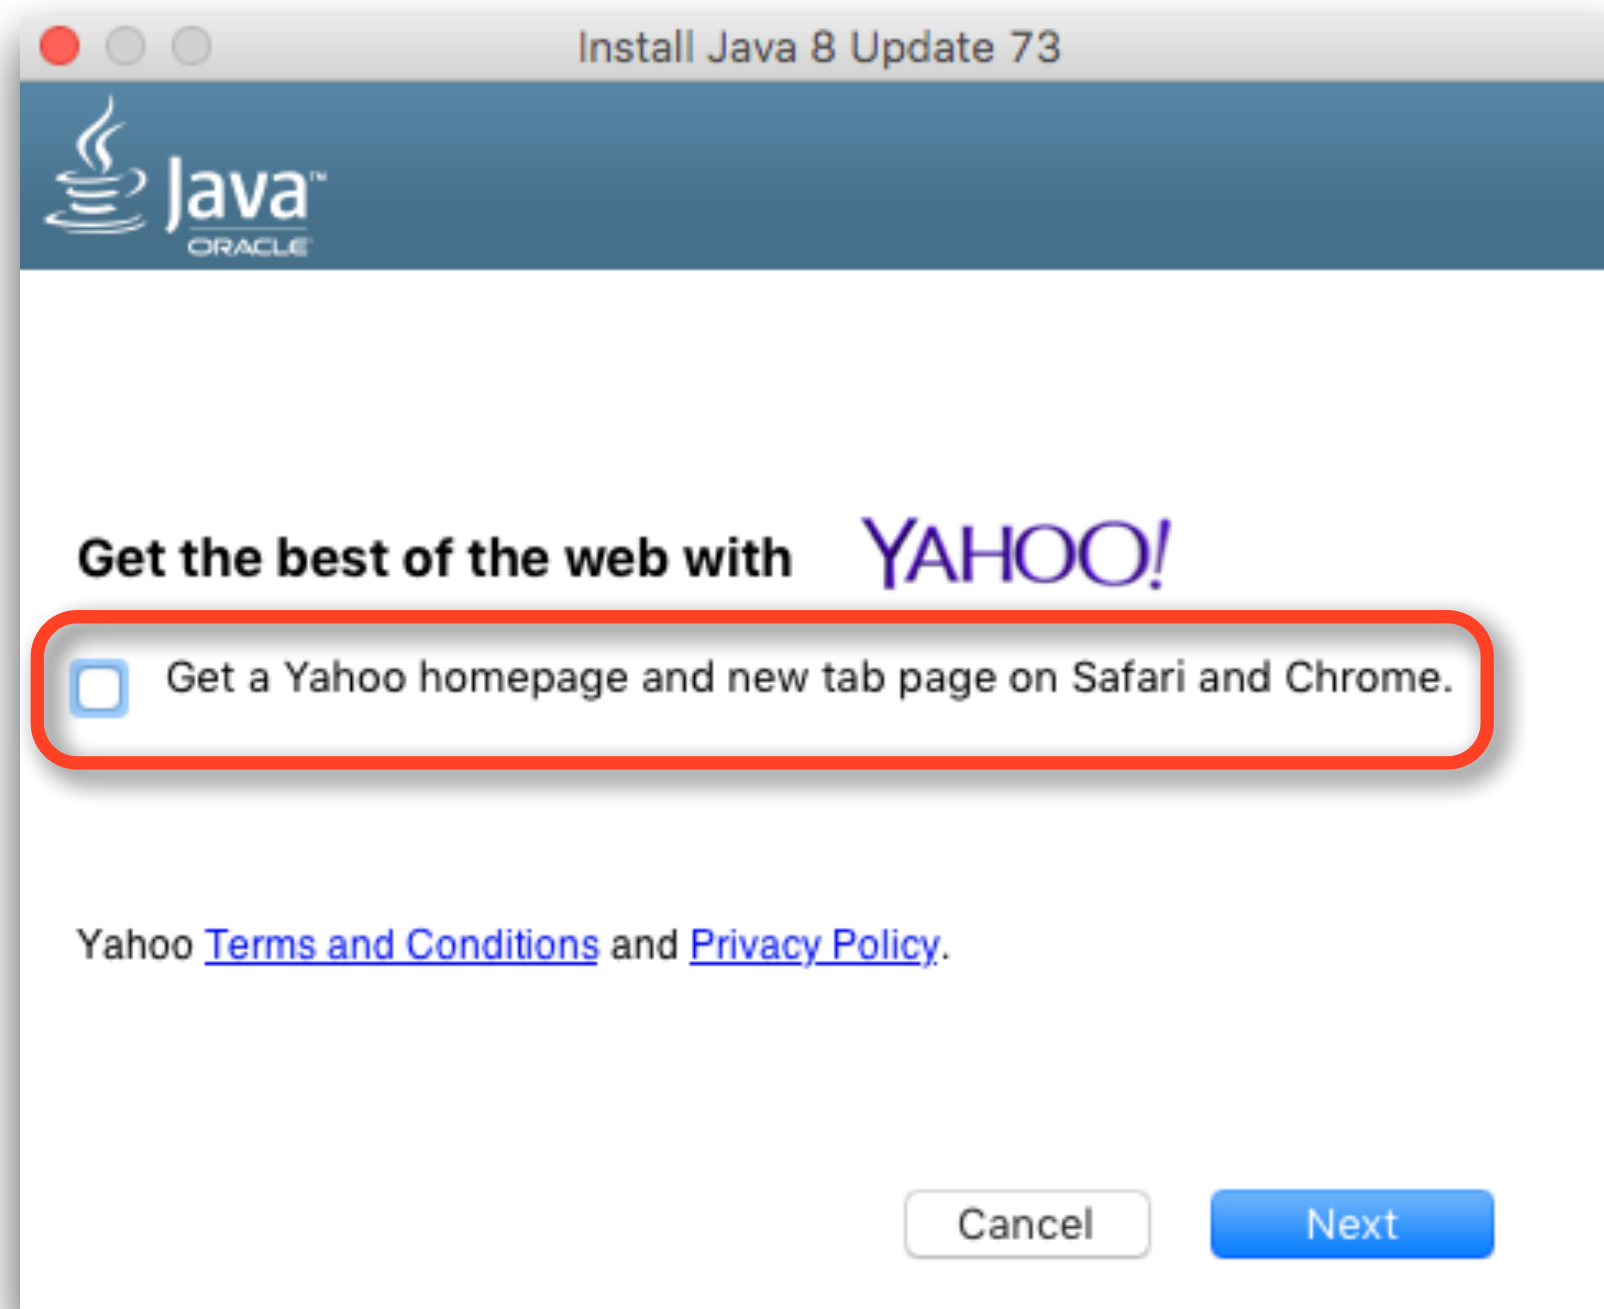 Install Java 8 Update 73
Java™
ORACLE
Get the best of the web with YAHOO!
Get a Yahoo homepage and new tab page on Safari and Chrome.
Yahoo Terms and Conditions and Privacy Policy.
Cancel Next